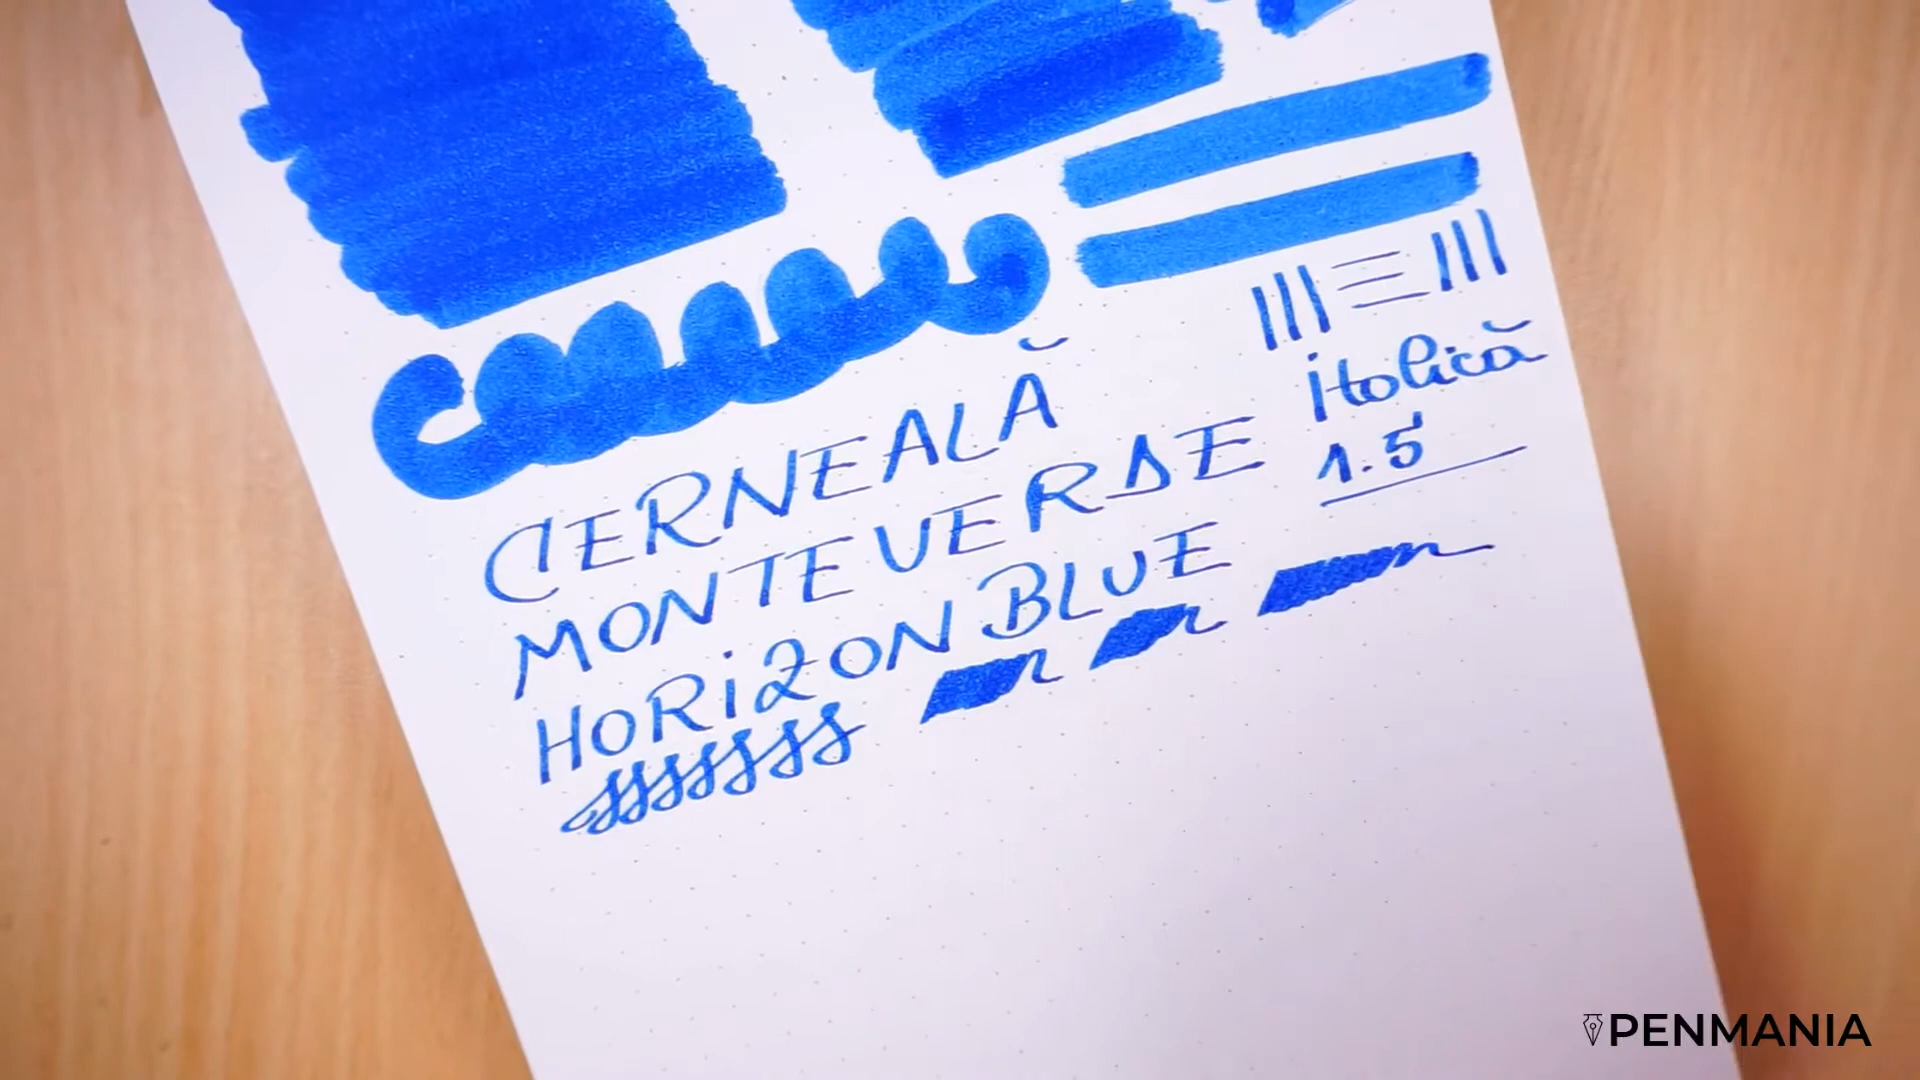 CERNEALĂ
MONTEVERDE
HORiZON BLUE
italică
1.5
PENMANIA